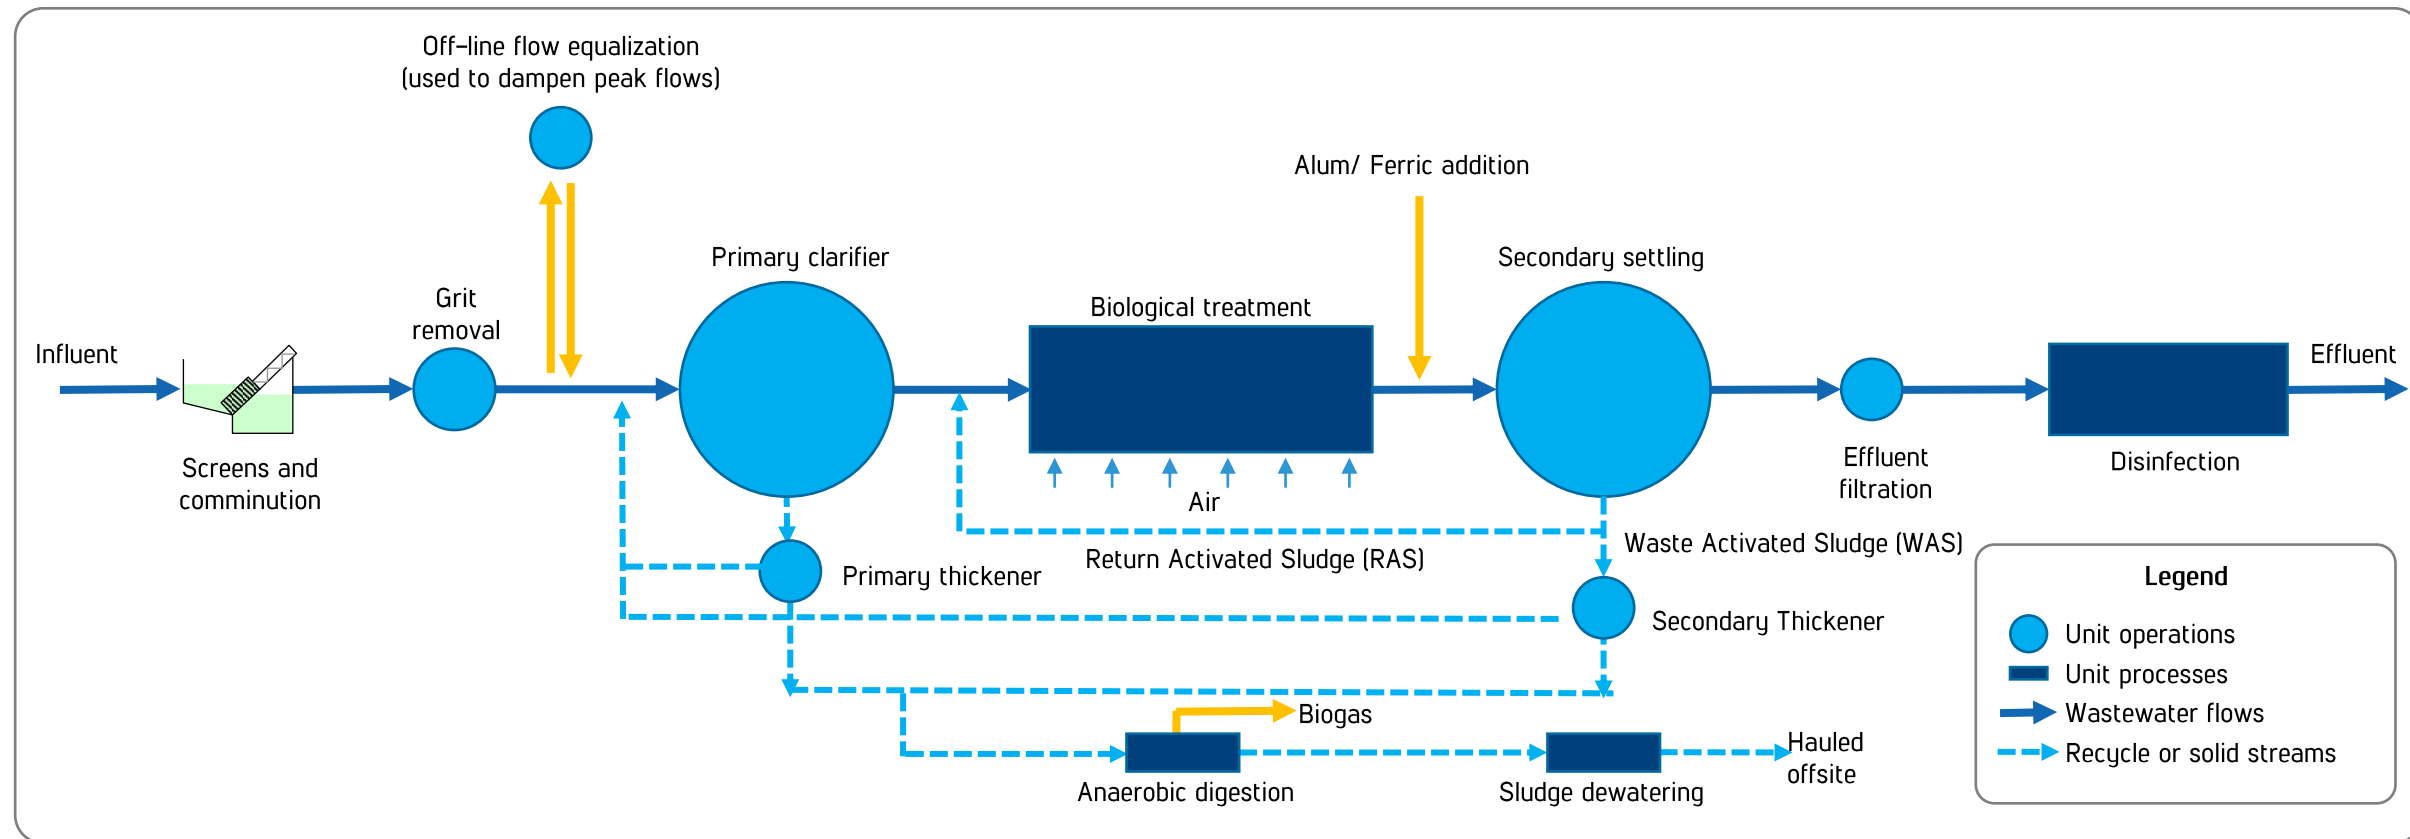 Off-line flow equalization
(used to dampen peak flows)
Alum/ Ferric addition
Primary clarifier
Secondary settling
Grit
removal
Biological treatment
Influent
Effluent
Screens and
comminution
Air
Effluent
filtration
Disinfection
Return Activated Sludge (RAS)
Waste Activated Sludge (WAS)
Primary thickener
Secondary Thickener
Biogas
Anaerobic digestion
Sludge dewatering
Hauled
offsite
Legend
Unit operations
Unit processes
Wastewater flows
Recycle or solid streams